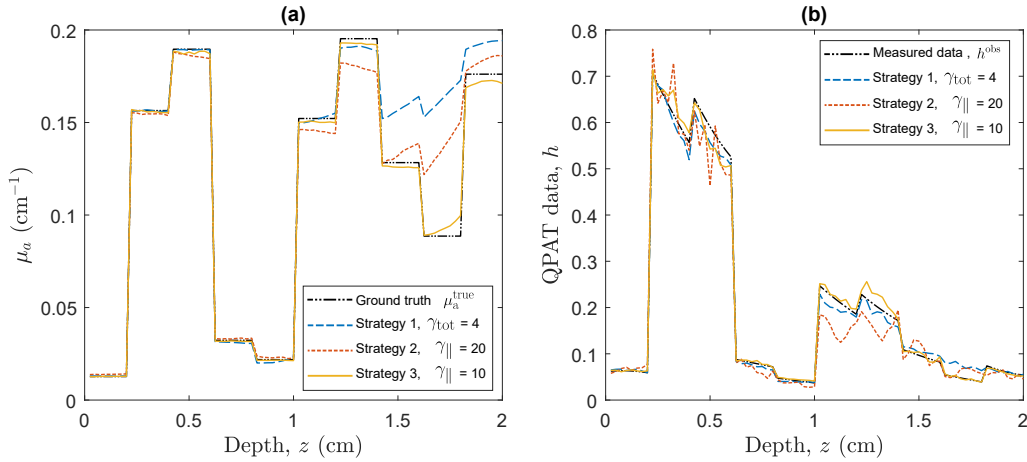 (a)
0.2
0.15
0.1
0.05
0
μa (cm−1)
0 0.5 1 1.5 2
Depth, z (cm)
Ground truth μa^true
Strategy 1, γtot = 4
Strategy 2, γ∥ = 20
Strategy 3, γ∥ = 10
(b)
0.8
0.7
0.6
0.5
0.4
0.3
0.2
0.1
0
QPAT data, h
0 0.5 1 1.5 2
Depth, z (cm)
Measured data , h^obs
Strategy 1, γtot = 4
Strategy 2, γ∥ = 20
Strategy 3, γ∥ = 10